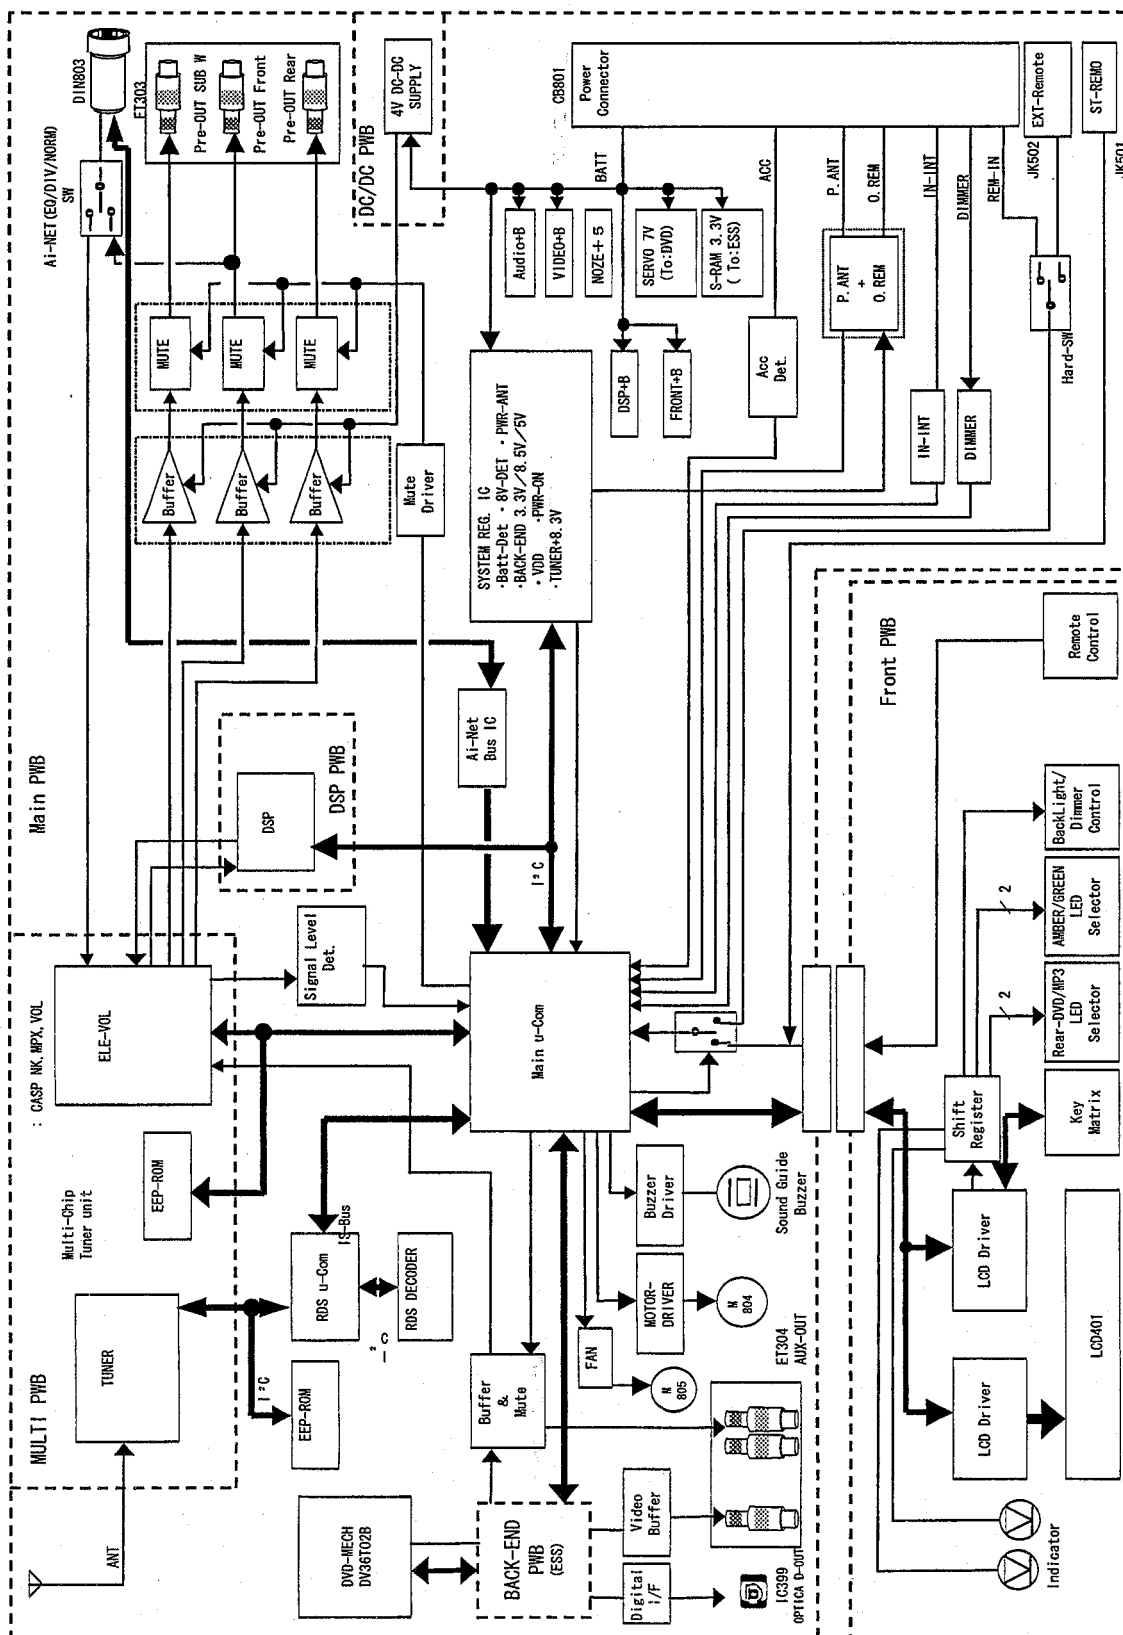 Main PWB
MULTI PWB
ANT
TUNER
Multi-Chip
Tuner unit
EEP-ROM
: CASP NK,MPX,VOL
ELE-VOL
I²C
EEP-ROM
RDS u-Com
IS-Bus
RDS DECODER
I²C
Signal Level
Det.
DSP
DSP PWB
Ai-NET(EQ/DIV/NORM)
SW
DIN803
ET303
Pre-OUT SUB W
Pre-OUT Front
Pre-OUT Rear
MUTE
MUTE
MUTE
Buffer
Buffer
Buffer
Mute
Driver
DC/DC PWB
4V DC-DC
SUPPLY
Ai-Net
Bus IC
I²C
SYSTEM REG. IC
·Batt-Det ·8V-DET ·PWR-ANT
·BACK-END 3.3V/8.5V/5V
·VDD ·PWR-ON
·TUNER+8.3V
Audio+B
VIDEO+B
NOZE+5
SERVO 7V
(To:DVD)
S-RAM 3.3V
( To:ESS)
DSP+B
FRONT+B
CB801
Power
Connector
BATT
ACC
P.ANT
O.REM
IN-INT
DIMMER
REM-IN
Acc
Det.
P.ANT
+
O.REM
IN-INT
DIMMER
Hard-SW
EXT-Remote
JK502
ST-REMO
JK501
Main u-Com
DVD-MECH
DV36T02B
BACK-END
PWB
(ESS)
Buffer
&
Mute
FAN
M
805
MOTOR-
DRIVER
M
804
Buzzer
Driver
Sound Guide
Buzzer
Video
Buffer
Digital
I/F
IC399
OPTICA D-OUT
ET304
AUX-OUT
Front PWB
Remote
Control
BackLight/
Dimmer
Control
AMBER/GREEN
LED
Selector
2
Rear-DVD/MP3
LED
Selector
2
Key
Matrix
Shift
Register
LCD Driver
LCD Driver
LCD401
Indicator